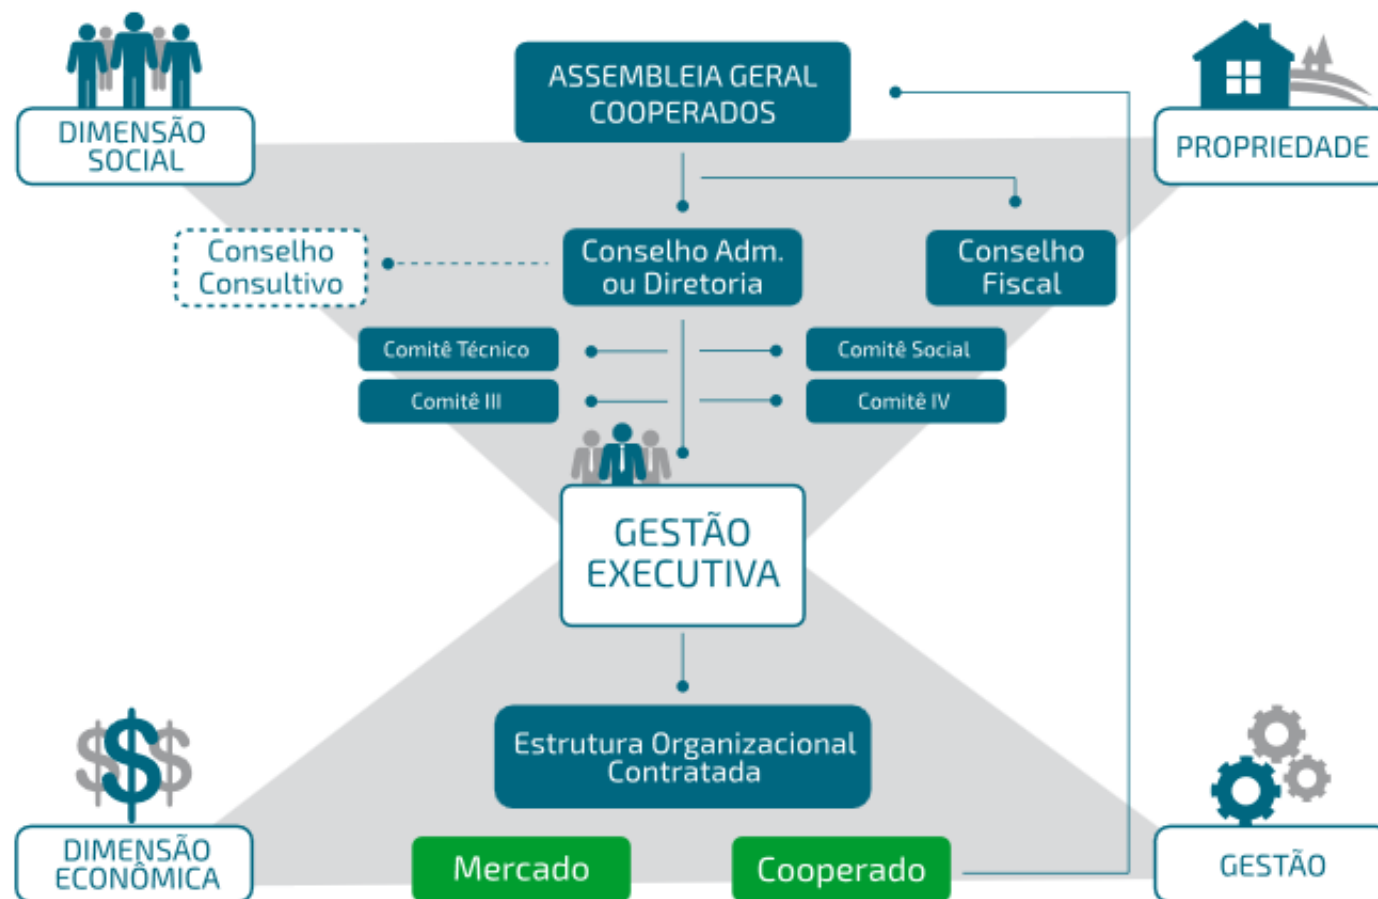 DIMENSÃO
SOCIAL
ASSEMBLEIA GERAL
COOPERADOS
PROPRIEDADE
Conselho
Consultivo
Conselho Adm.
ou Diretoria
Conselho
Fiscal
Comitê Técnico
Comitê Social
Comitê III
Comitê IV
GESTÃO
EXECUTIVA
Estrutura Organizacional
Contratada
DIMENSÃO
ECONÔMICA
Mercado
Cooperado
GESTÃO